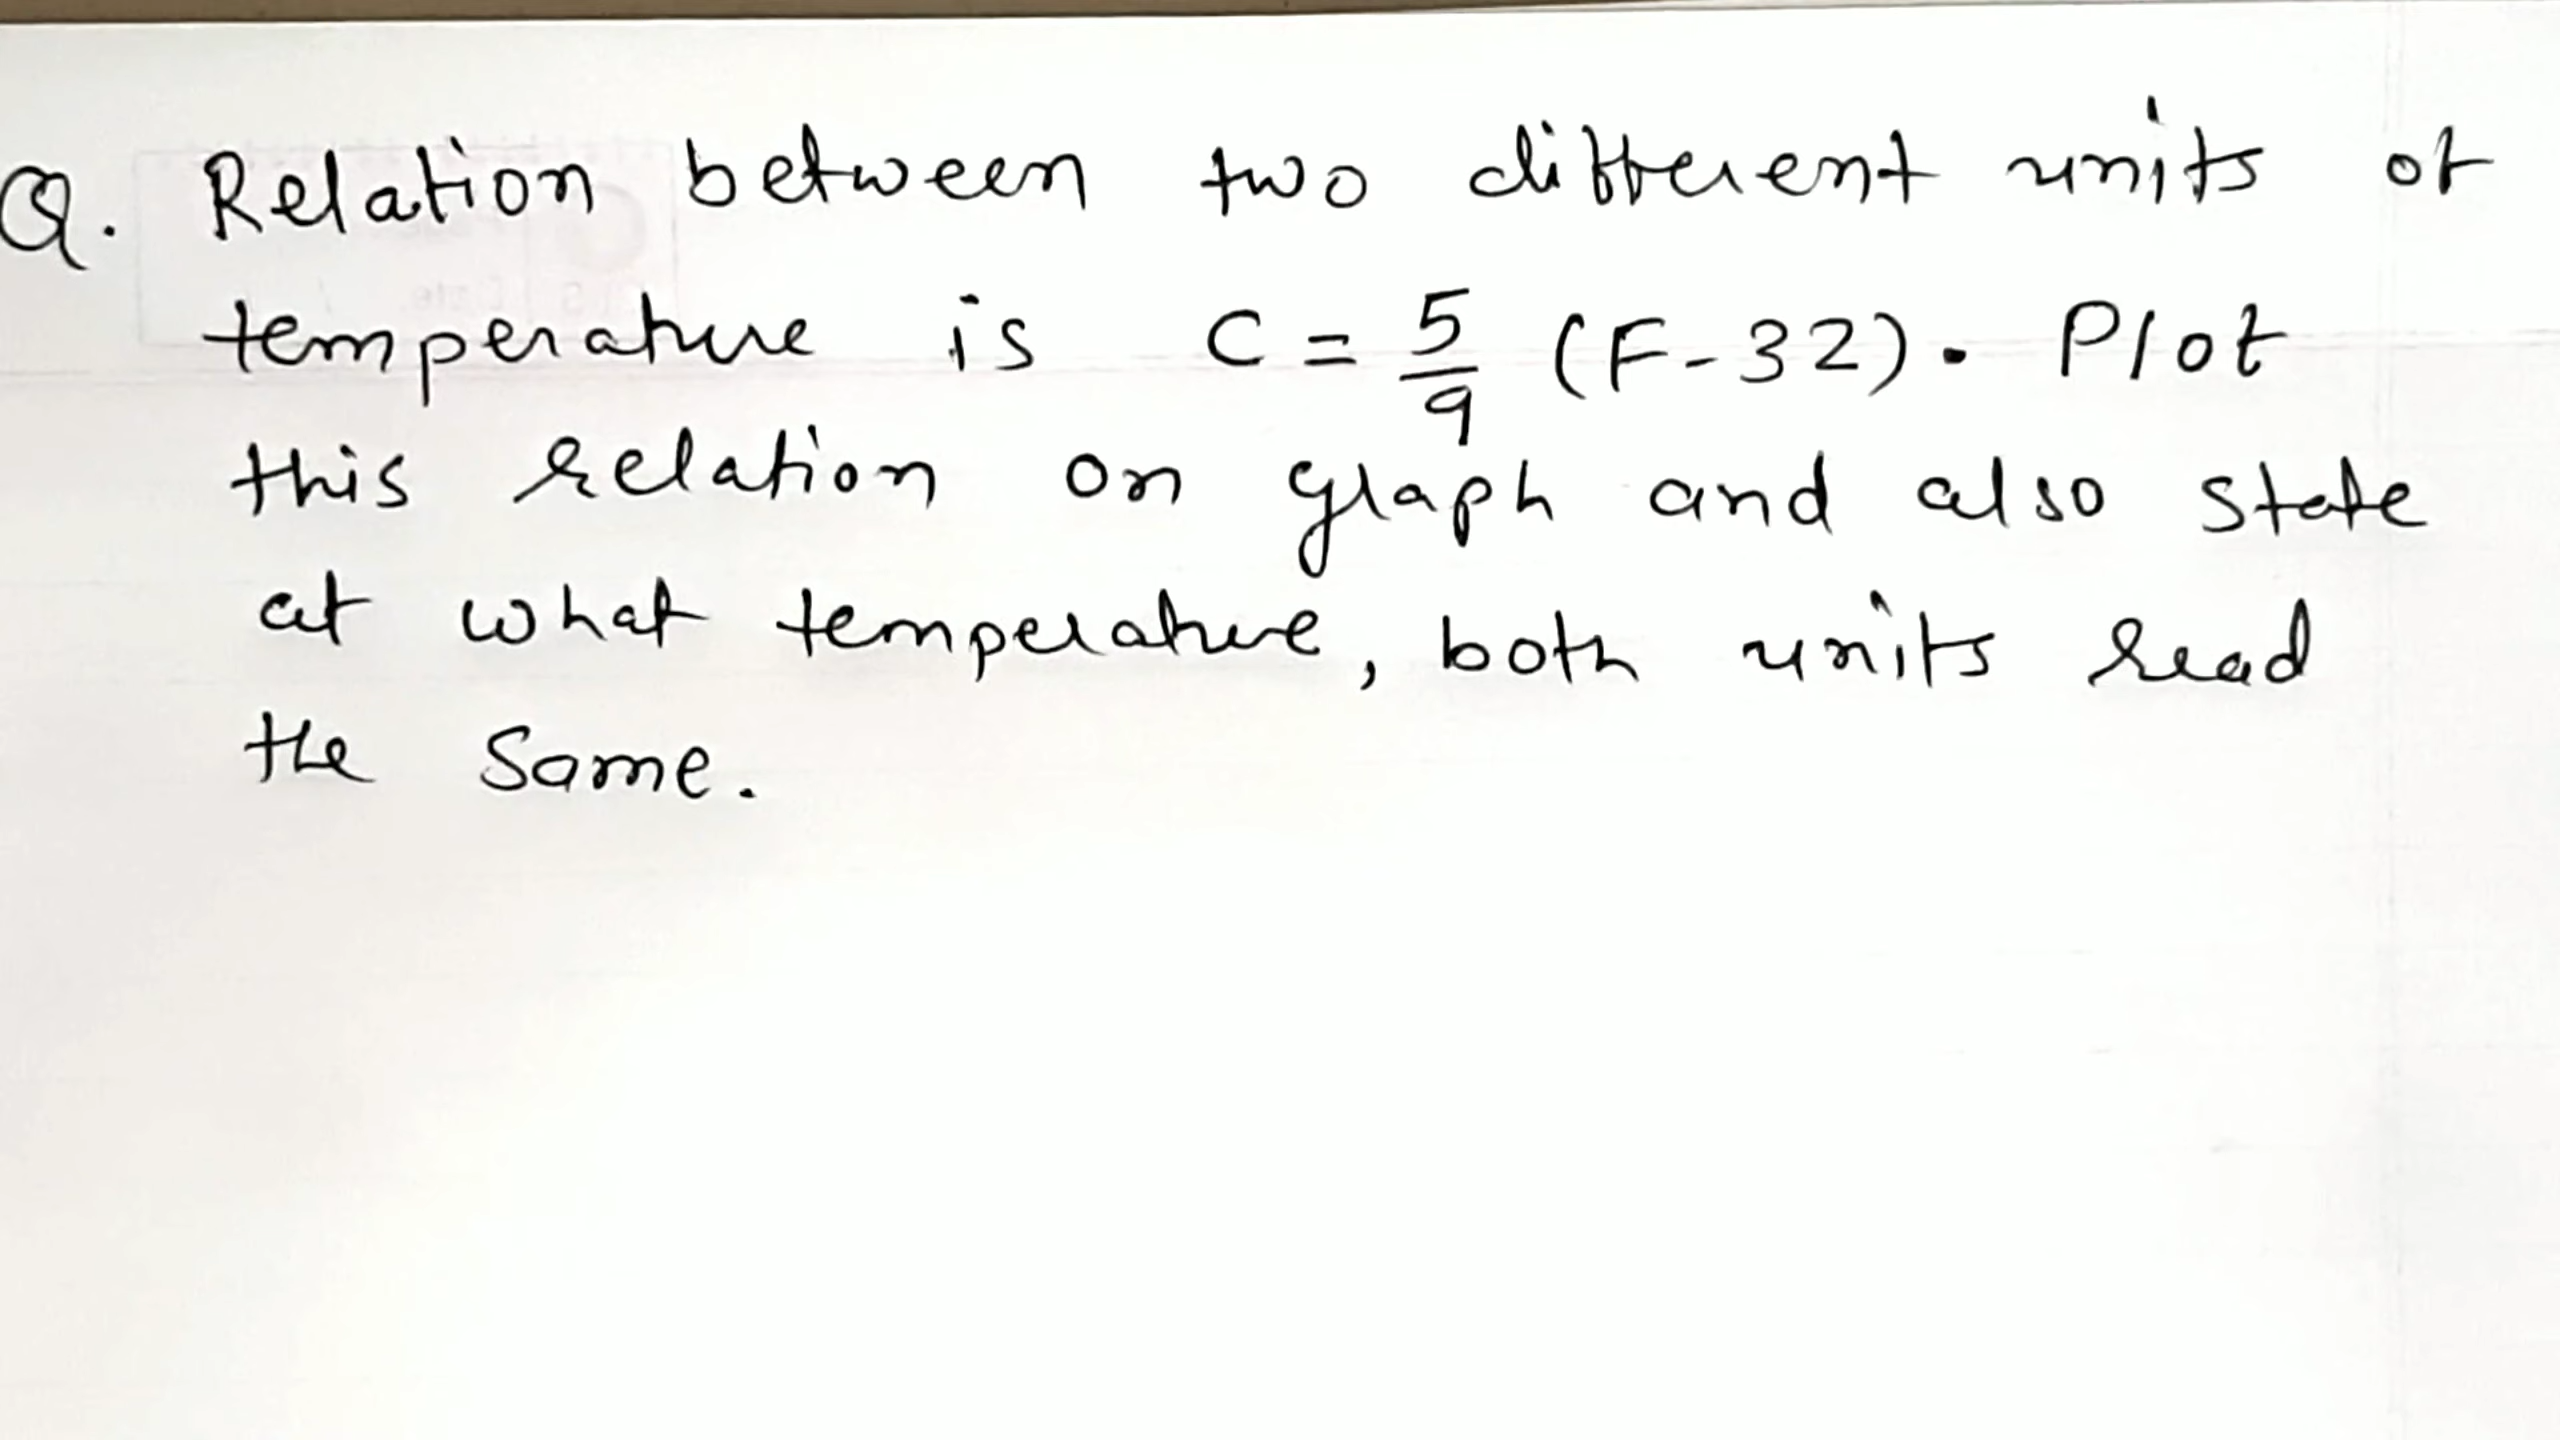 Q. Relation between two different units of
temperature is C = 5/9 (F - 32). Plot
this relation on graph and also state
at what temperature, both units read
the same.